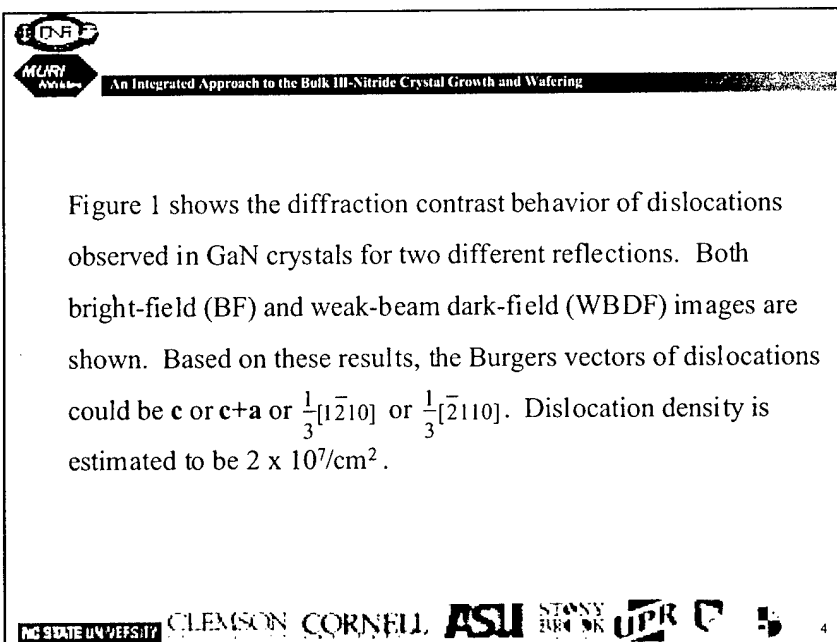 MURI
An Integrated Approach to the Bulk III-Nitride Crystal Growth and Wafering
Figure 1 shows the diffraction contrast behavior of dislocations
observed in GaN crystals for two different reflections. Both
bright-field (BF) and weak-beam dark-field (WBDF) images are
shown. Based on these results, the Burgers vectors of dislocations
could be c or c+a or 1/3[12̄10] or 1/3[2̄110]. Dislocation density is
estimated to be 2 x 10⁷/cm².
NC STATE UNIVERSITY CLEMSON CORNELL ASU STONY BROOK UPR 4